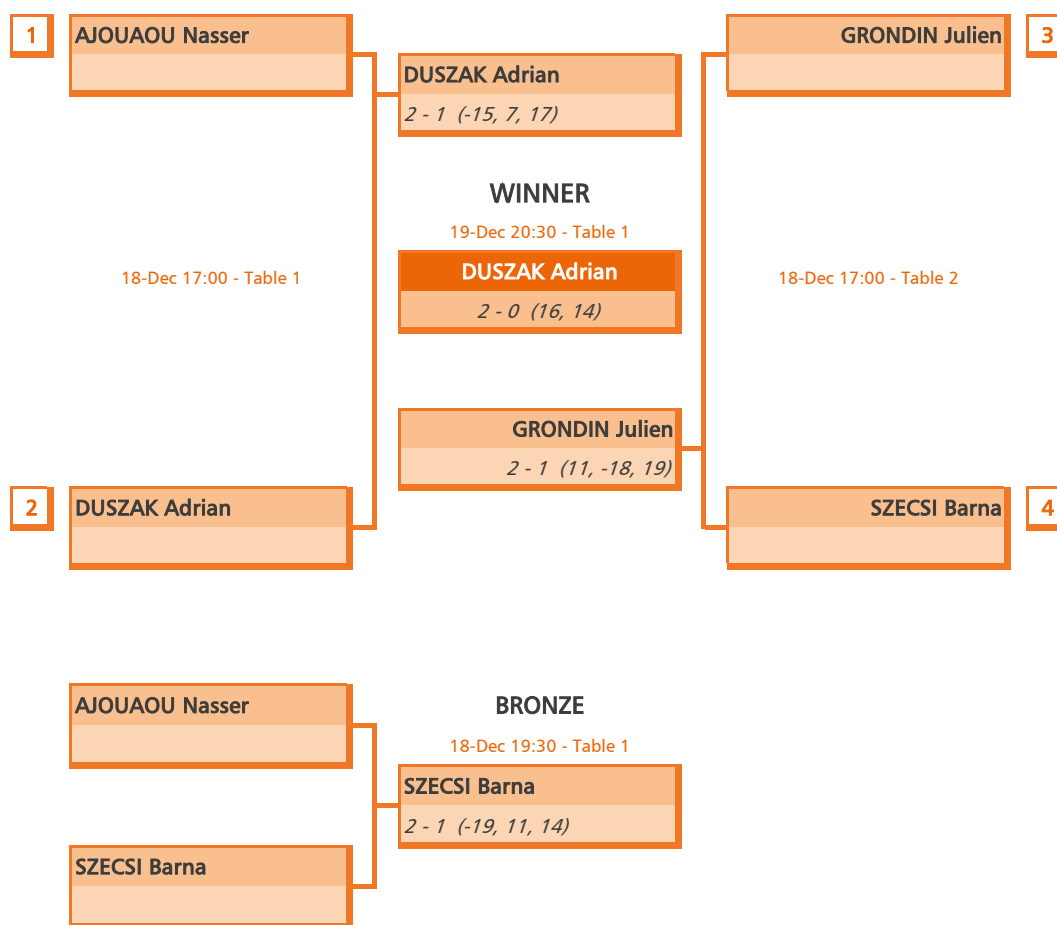 1
AJOUAOU Nasser
GRONDIN Julien
3
DUSZAK Adrian
2 - 1 (-15, 7, 17)
WINNER
19-Dec 20:30 - Table 1
DUSZAK Adrian
2 - 0 (16, 14)
18-Dec 17:00 - Table 1
18-Dec 17:00 - Table 2
GRONDIN Julien
2 - 1 (11, -18, 19)
2
DUSZAK Adrian
SZECSI Barna
4
AJOUAOU Nasser
BRONZE
18-Dec 19:30 - Table 1
SZECSI Barna
2 - 1 (-19, 11, 14)
SZECSI Barna